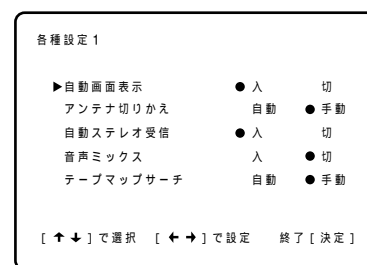 各種設定1
▶自動画面表示 ●入 切
アンテナ切りかえ 自動 ●手動
自動ステレオ受信 ●入 切
音声ミックス 入 ●切
テープマップサーチ 自動 ●手動
[↑↓]で選択 [←→]で設定 終了[決定]